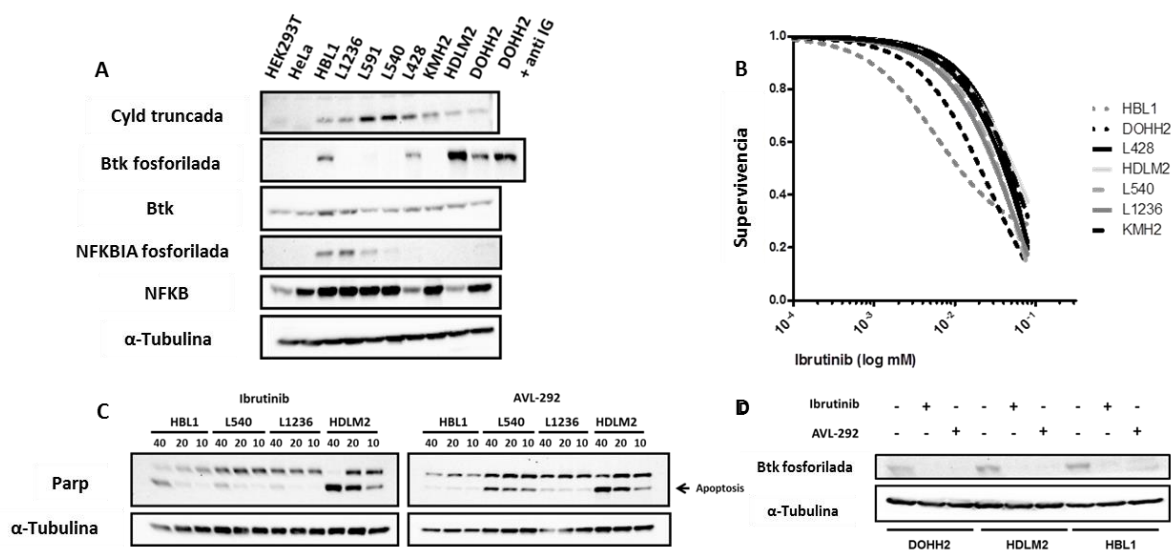 A
HEK293T
HeLa
HBL1
L1236
L591
L540
L428
KMH2
HDLM2
DOHH2
DOHH2
+ anti IG
Cyld truncada
Btk fosforilada
Btk
NFKBIA fosforilada
NFKB
α-Tubulina
B
1.0
0.8
0.6
0.4
0.2
0.0
Supervivencia
10-4
10-3
10-2
10-1
Ibrutinib (log mM)
HBL1
DOHH2
L428
HDLM2
L540
L1236
KMH2
C
Ibrutinib
AVL-292
HBL1 L540 L1236 HDLM2
HBL1 L540 L1236 HDLM2
40 20 10 40 20 10 40 20 10 40 20 10
40 20 10 40 20 10 40 20 10 40 20 10
Parp
Apoptosis
α-Tubulina
D
Ibrutinib - + - - + - - + -
AVL-292 - - + - - + - - +
Btk fosforilada
α-Tubulina
DOHH2 HDLM2 HBL1